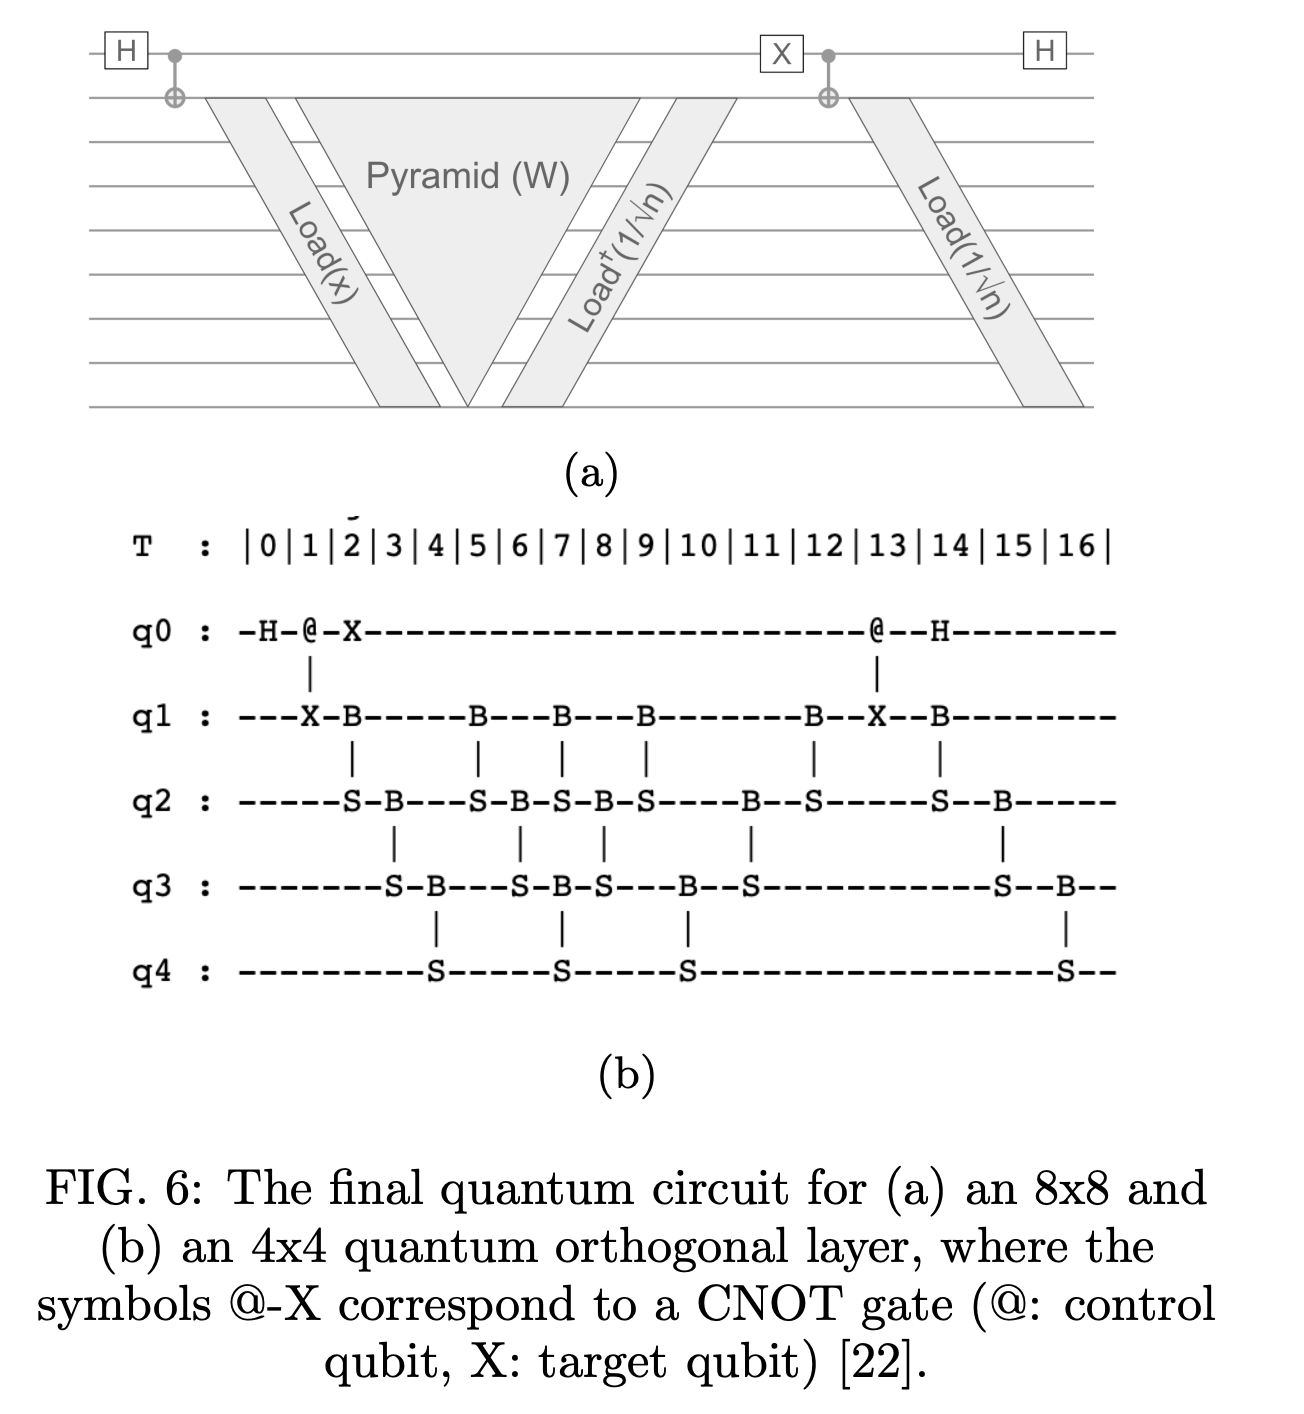 H
X
H
Pyramid (W)
Load(x)
Load†(1/√n)
Load(1/√n)
(a)
T : |0|1|2|3|4|5|6|7|8|9|10|11|12|13|14|15|16|
q0 : -H-@-X------------------------@--H--------
| |
q1 : ---X-B-----B---B---B-------B--X--B--------
| | | | | |
q2 : -----S-B---S-B-S-B-S----B--S-----S--B-----
| | | | |
q3 : -------S-B---S-B-S---B--S-----------S--B--
| | | |
q4 : ---------S-----S-----S-----------------S--
(b)
FIG. 6: The final quantum circuit for (a) an 8x8 and
(b) an 4x4 quantum orthogonal layer, where the
symbols @-X correspond to a CNOT gate (@: control
qubit, X: target qubit) [22].